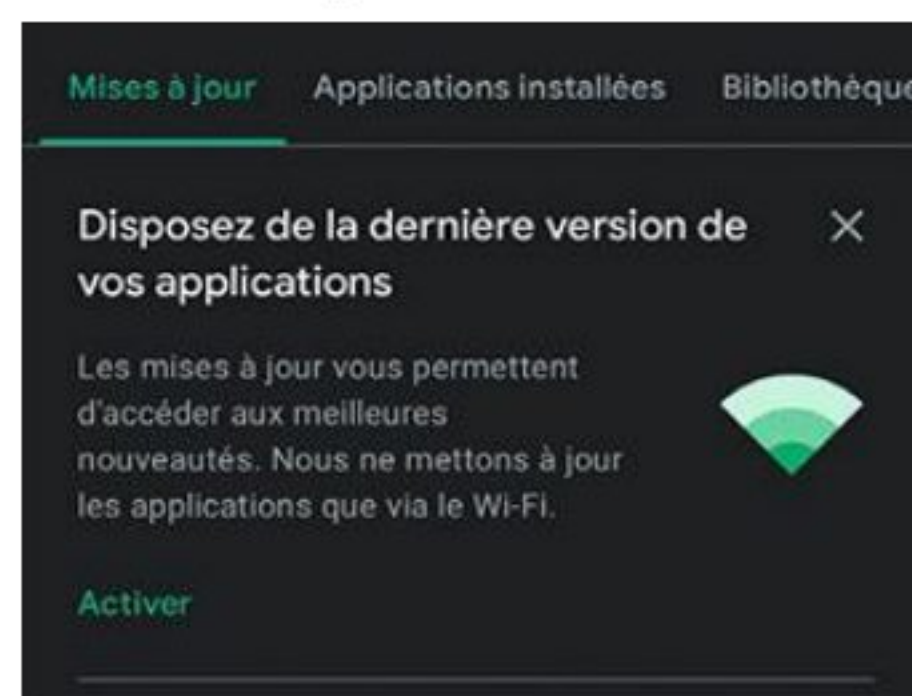 Mises à jour Applications installées Bibliothèque
Disposez de la dernière version de
vos applications
Les mises à jour vous permettent
d'accéder aux meilleures
nouveautés. Nous ne mettons à jour
les applications que via le Wi-Fi.
Activer